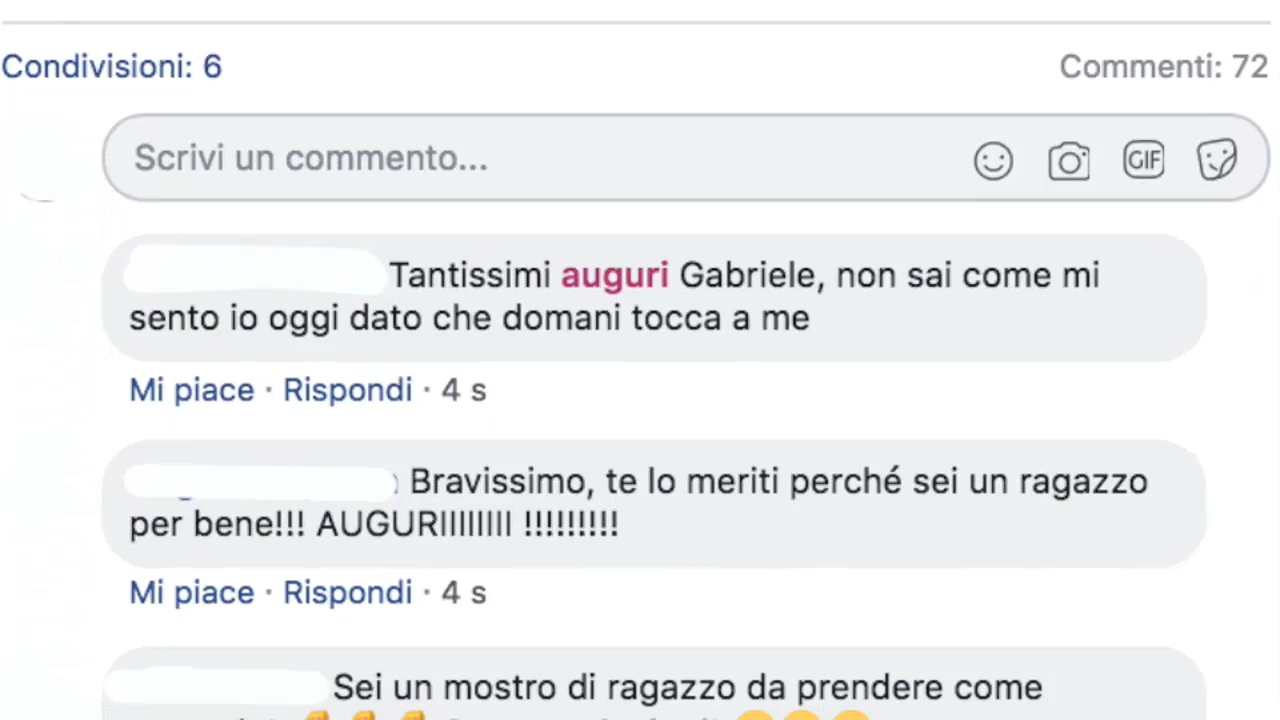 Condivisioni: 6
Commenti: 72
Scrivi un commento...
GIF
Tantissimi auguri Gabriele, non sai come mi
sento io oggi dato che domani tocca a me
Mi piace · Rispondi · 4 s
Bravissimo, te lo meriti perché sei un ragazzo
per bene!!! AUGURIIIIIIII !!!!!!!!!
Mi piace · Rispondi · 4 s
Sei un mostro di ragazzo da prendere come